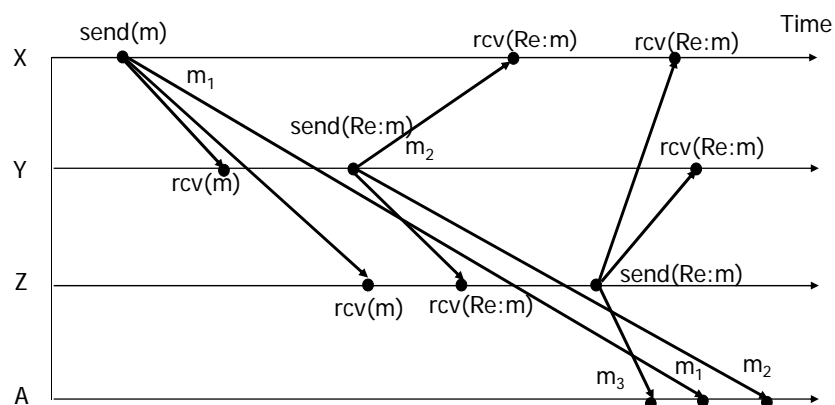 send(m)
rcv(Re:m)
rcv(Re:m)
Time
X
m1
send(Re:m)
m2
rcv(Re:m)
Y
rcv(m)
Z
send(Re:m)
rcv(m)
rcv(Re:m)
m3
m1
m2
A